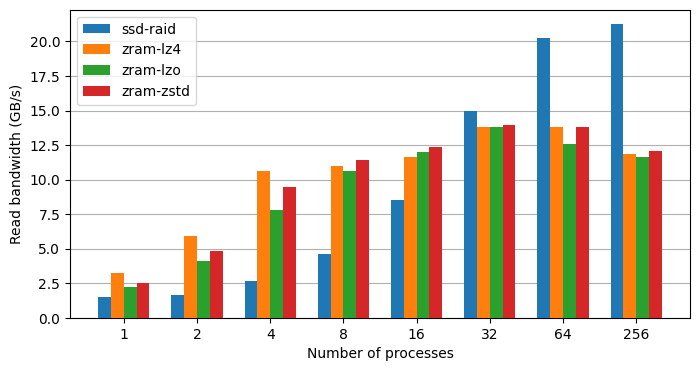 ssd-raid
zram-lz4
zram-lzo
zram-zstd
Read bandwidth (GB/s)
20.0
17.5
15.0
12.5
10.0
7.5
5.0
2.5
0.0
1 2 4 8 16 32 64 256
Number of processes